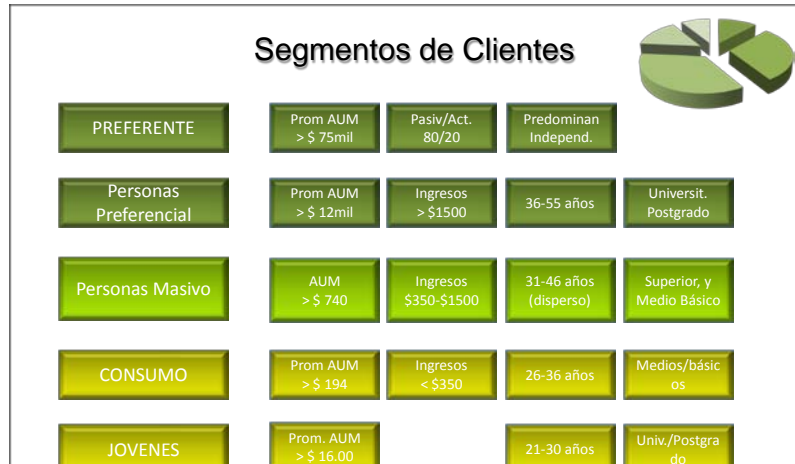 Segmentos de Clientes
PREFERENTE
Prom AUM
> $ 75mil
Pasiv/Act.
80/20
Predominan
Independ.
Personas
Preferencial
Prom AUM
> $ 12mil
Ingresos
> $1500
36-55 años
Universit.
Postgrado
Personas Masivo
AUM
> $ 740
Ingresos
$350-$1500
31-46 años
(disperso)
Superior, y
Medio Básico
CONSUMO
Prom AUM
> $ 194
Ingresos
< $350
26-36 años
Medios/básic
os
JOVENES
Prom. AUM
> $ 16.00
21-30 años
Univ./Postgra
do